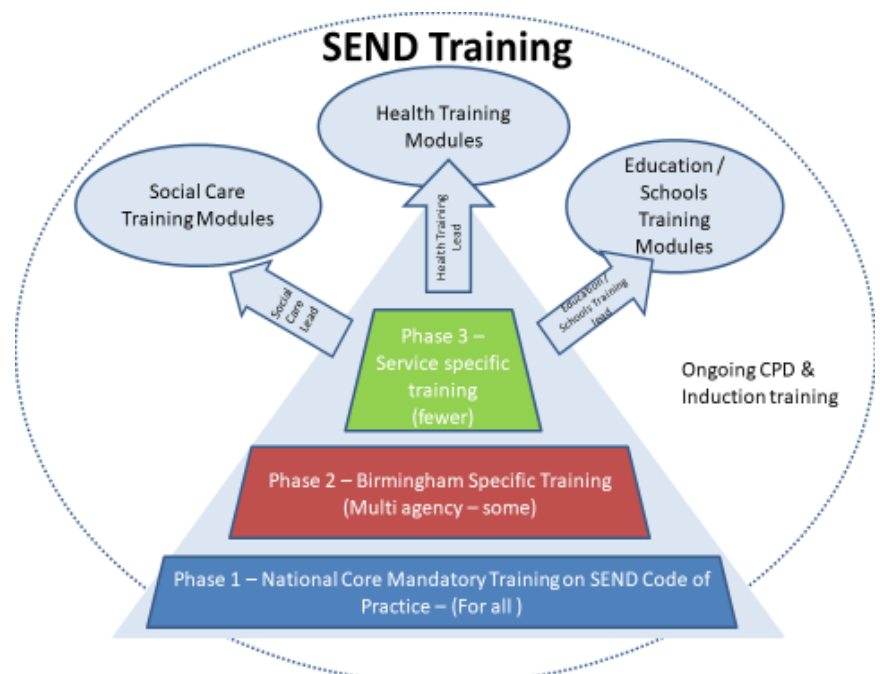 SEND Training
Health Training
Modules
Social Care
Training Modules
Education /
Schools
Training
Modules
Social
Care
Lead
Health Training
Lead
Education/
Schools Training
lead
Phase 3 –
Service specific
training
(fewer)
Ongoing CPD &
Induction training
Phase 2 – Birmingham Specific Training
(Multi agency – some)
Phase 1 – National Core Mandatory Training on SEND Code of
Practice – (For all )